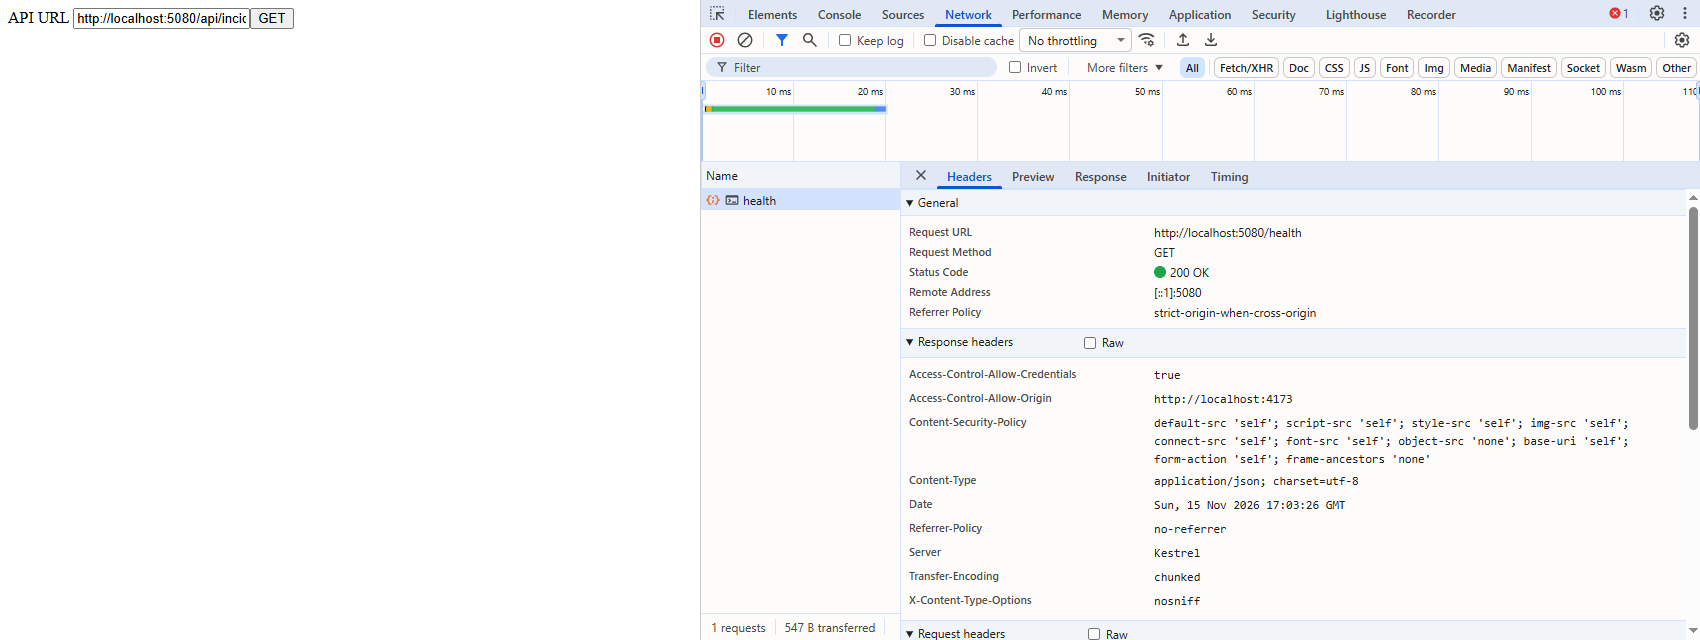 API URL http://localhost:5080/api/inci GET
Elements Console Sources Network Performance Memory Application Security Lighthouse Recorder 1
Keep log Disable cache No throttling
Filter Invert More filters All Fetch/XHR Doc CSS JS Font Img Media Manifest Socket Wasm Other
10 ms 20 ms 30 ms 40 ms 50 ms 60 ms 70 ms 80 ms 90 ms 100 ms 110
Name Headers Preview Response Initiator Timing
health
General
Request URL http://localhost:5080/health
Request Method GET
Status Code 200 OK
Remote Address [::1]:5080
Referrer Policy strict-origin-when-cross-origin
Response headers Raw
Access-Control-Allow-Credentials true
Access-Control-Allow-Origin http://localhost:4173
Content-Security-Policy default-src 'self'; script-src 'self'; style-src 'self'; img-src 'self';
connect-src 'self'; font-src 'self'; object-src 'none'; base-uri 'self';
form-action 'self'; frame-ancestors 'none'
Content-Type application/json; charset=utf-8
Date Sun, 15 Nov 2026 17:03:26 GMT
Referrer-Policy no-referrer
Server Kestrel
Transfer-Encoding chunked
X-Content-Type-Options nosniff
1 requests 547 B transferred
Request headers Raw